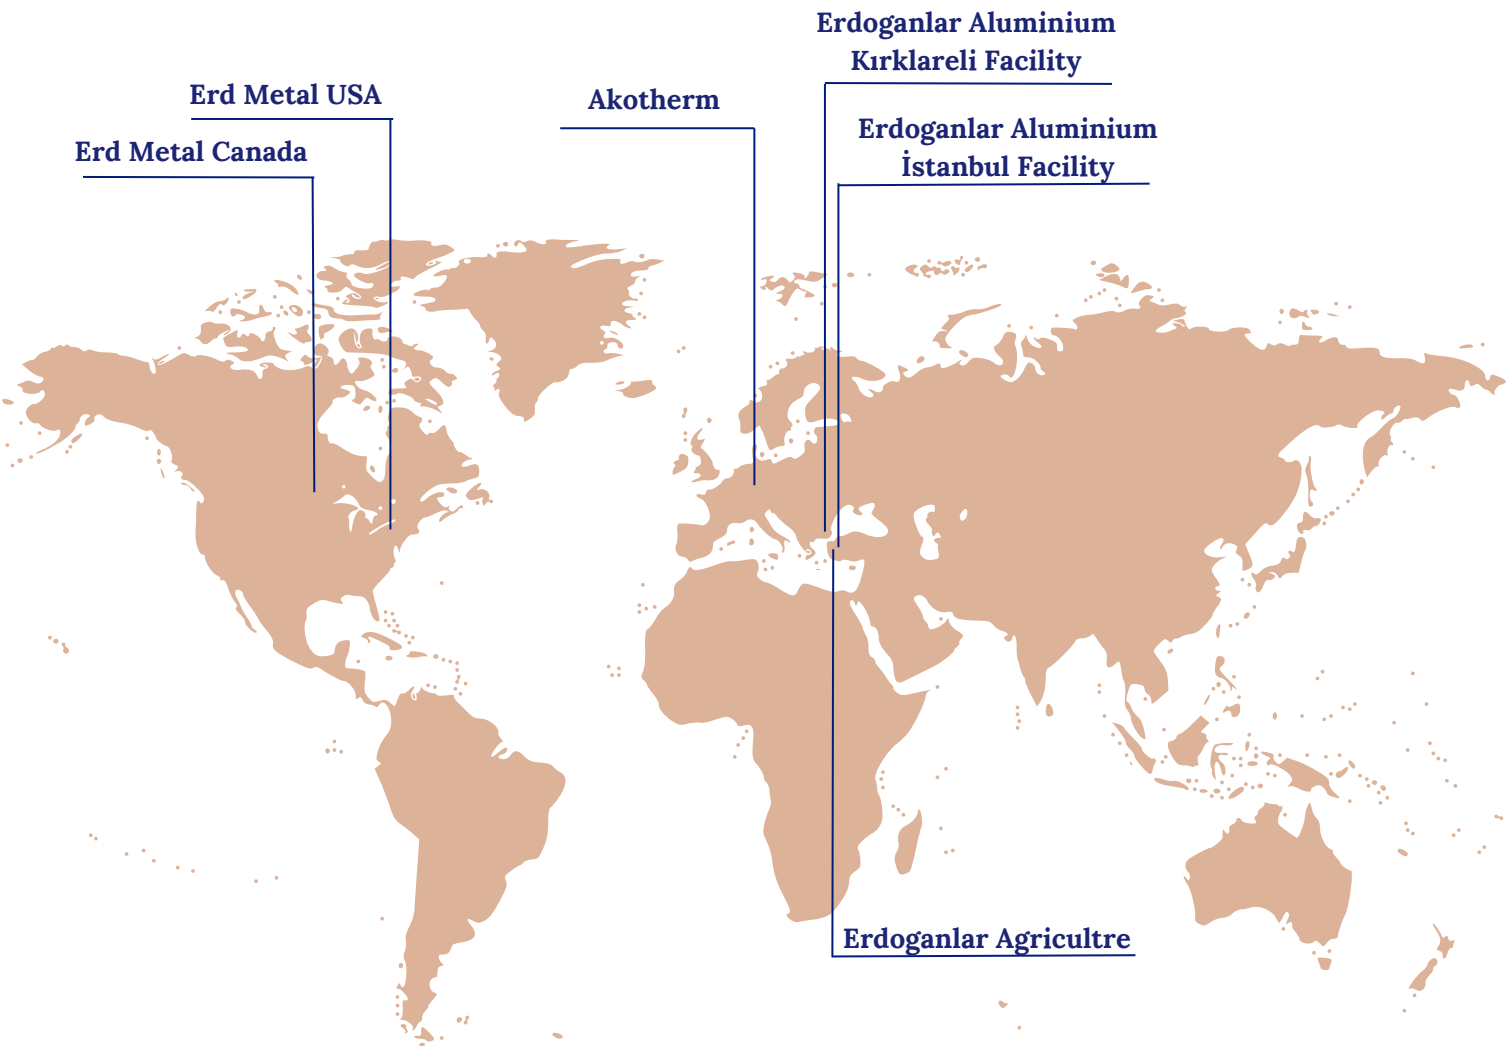 Erdoganlar Aluminium
Kırklareli Facility
Erd Metal USA
Akotherm
Erdoganlar Aluminium
İstanbul Facility
Erd Metal Canada
Erdoganlar Agricultre